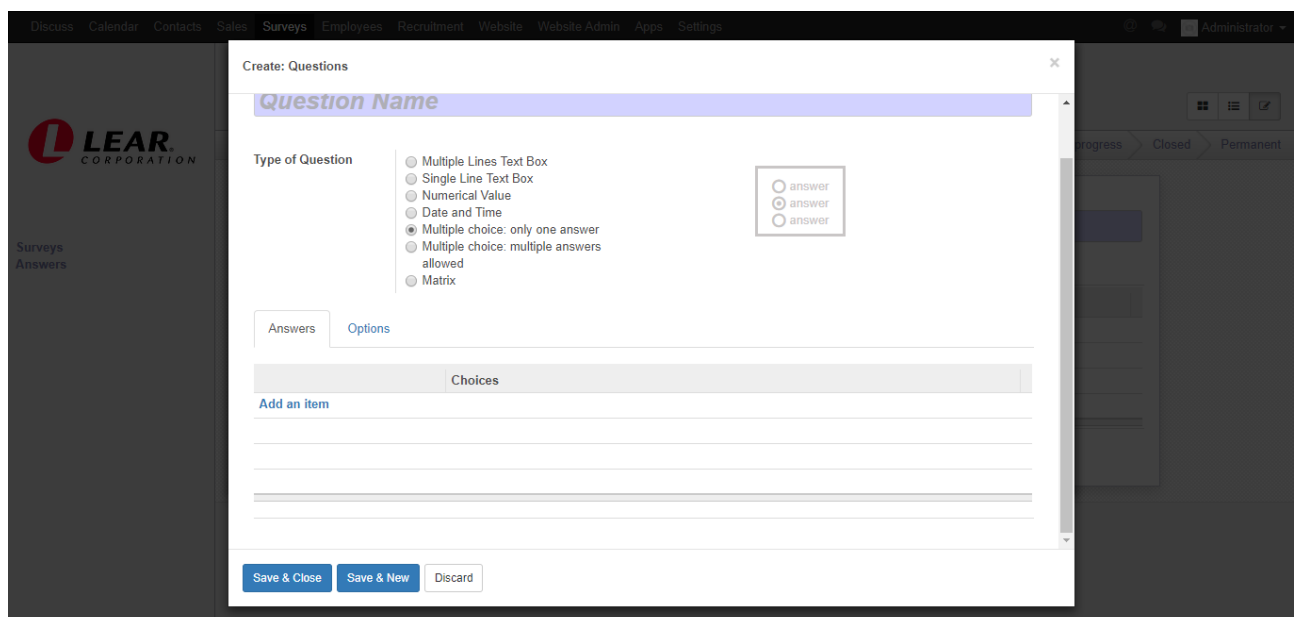 Discuss Calendar Contacts Sales Surveys Employees Recruitment Website Website Admin Apps Settings @ Administrator
Create: Questions ×
Question Name
LEAR.
CORPORATION
progress Closed Permanent
Type of Question
Multiple Lines Text Box
Single Line Text Box
Numerical Value
Date and Time
Multiple choice: only one answer
Multiple choice: multiple answers
allowed
Matrix
answer
answer
answer
Surveys
Answers
Answers Options
Choices
Add an item
Save & Close Save & New Discard